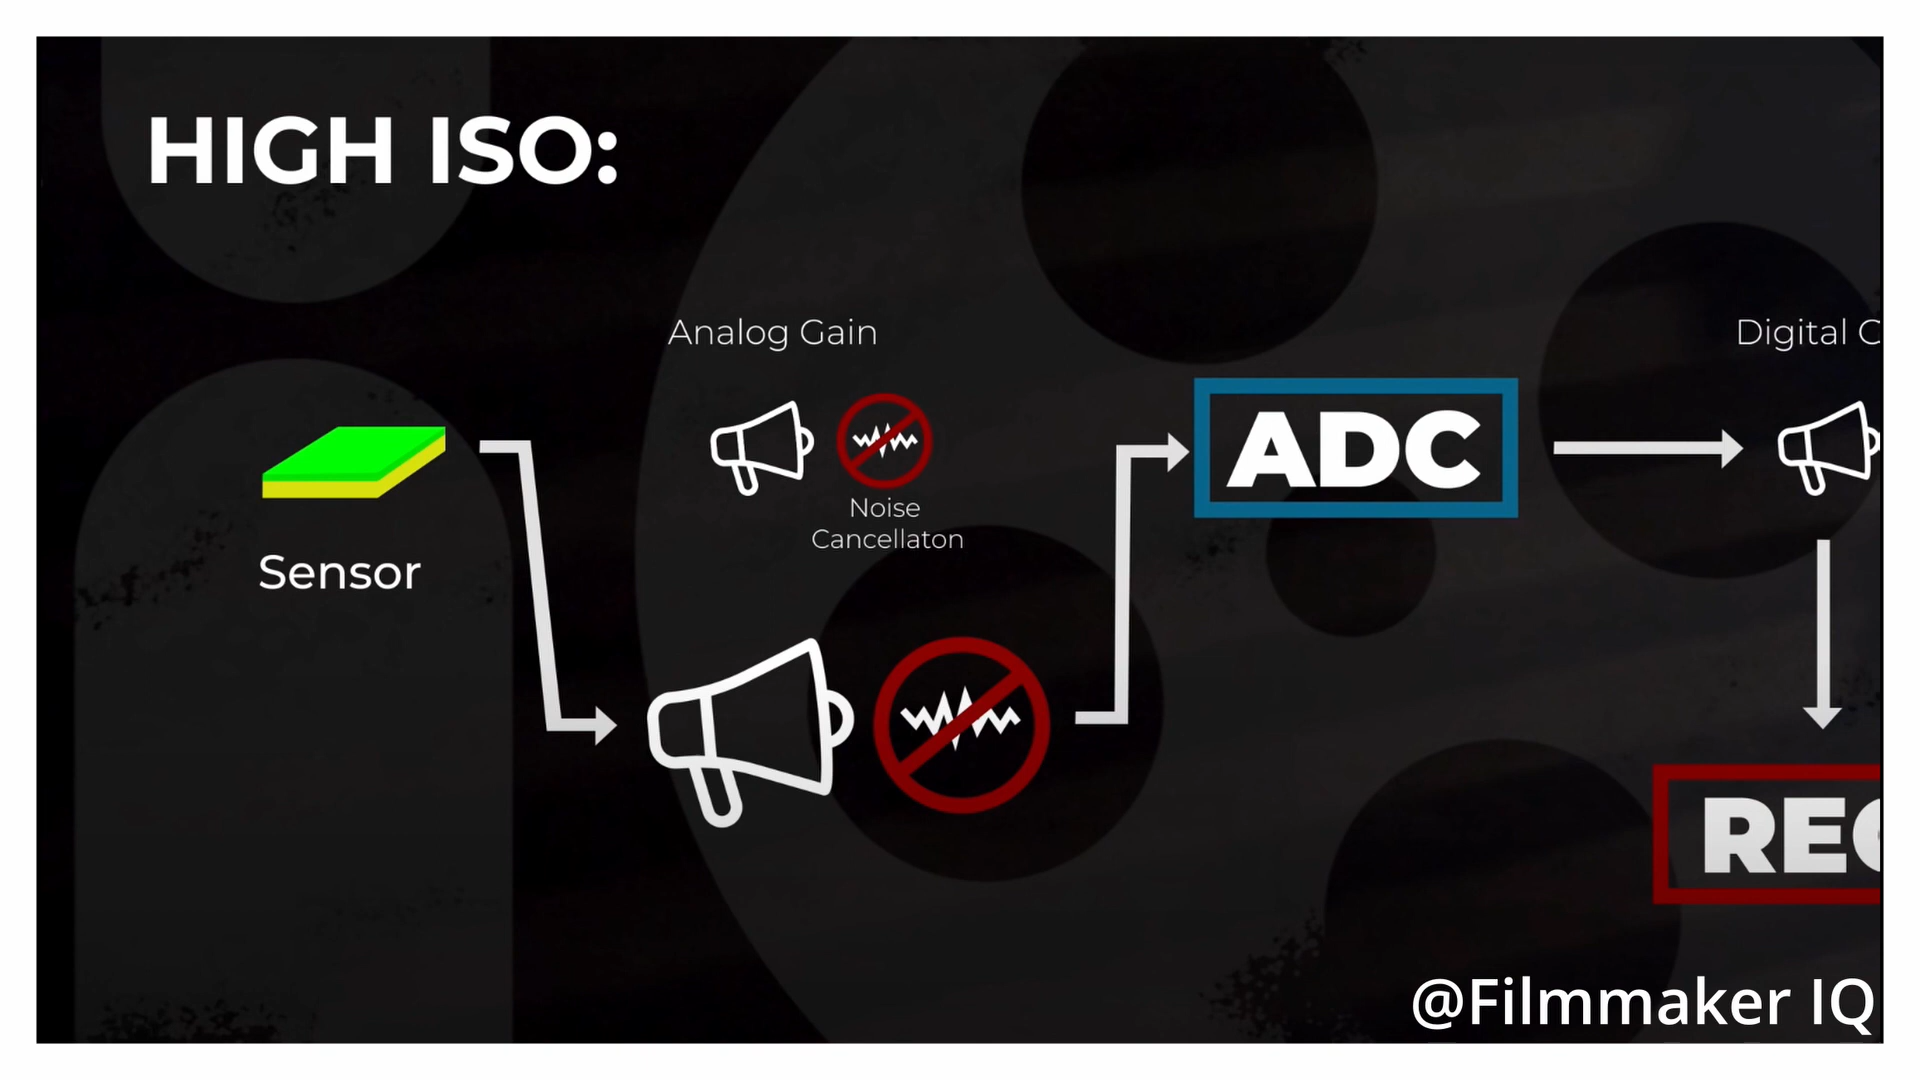 HIGH ISO:
Analog Gain
Digital
ADC
Noise
Cancellaton
Sensor
@Filmmaker IQ